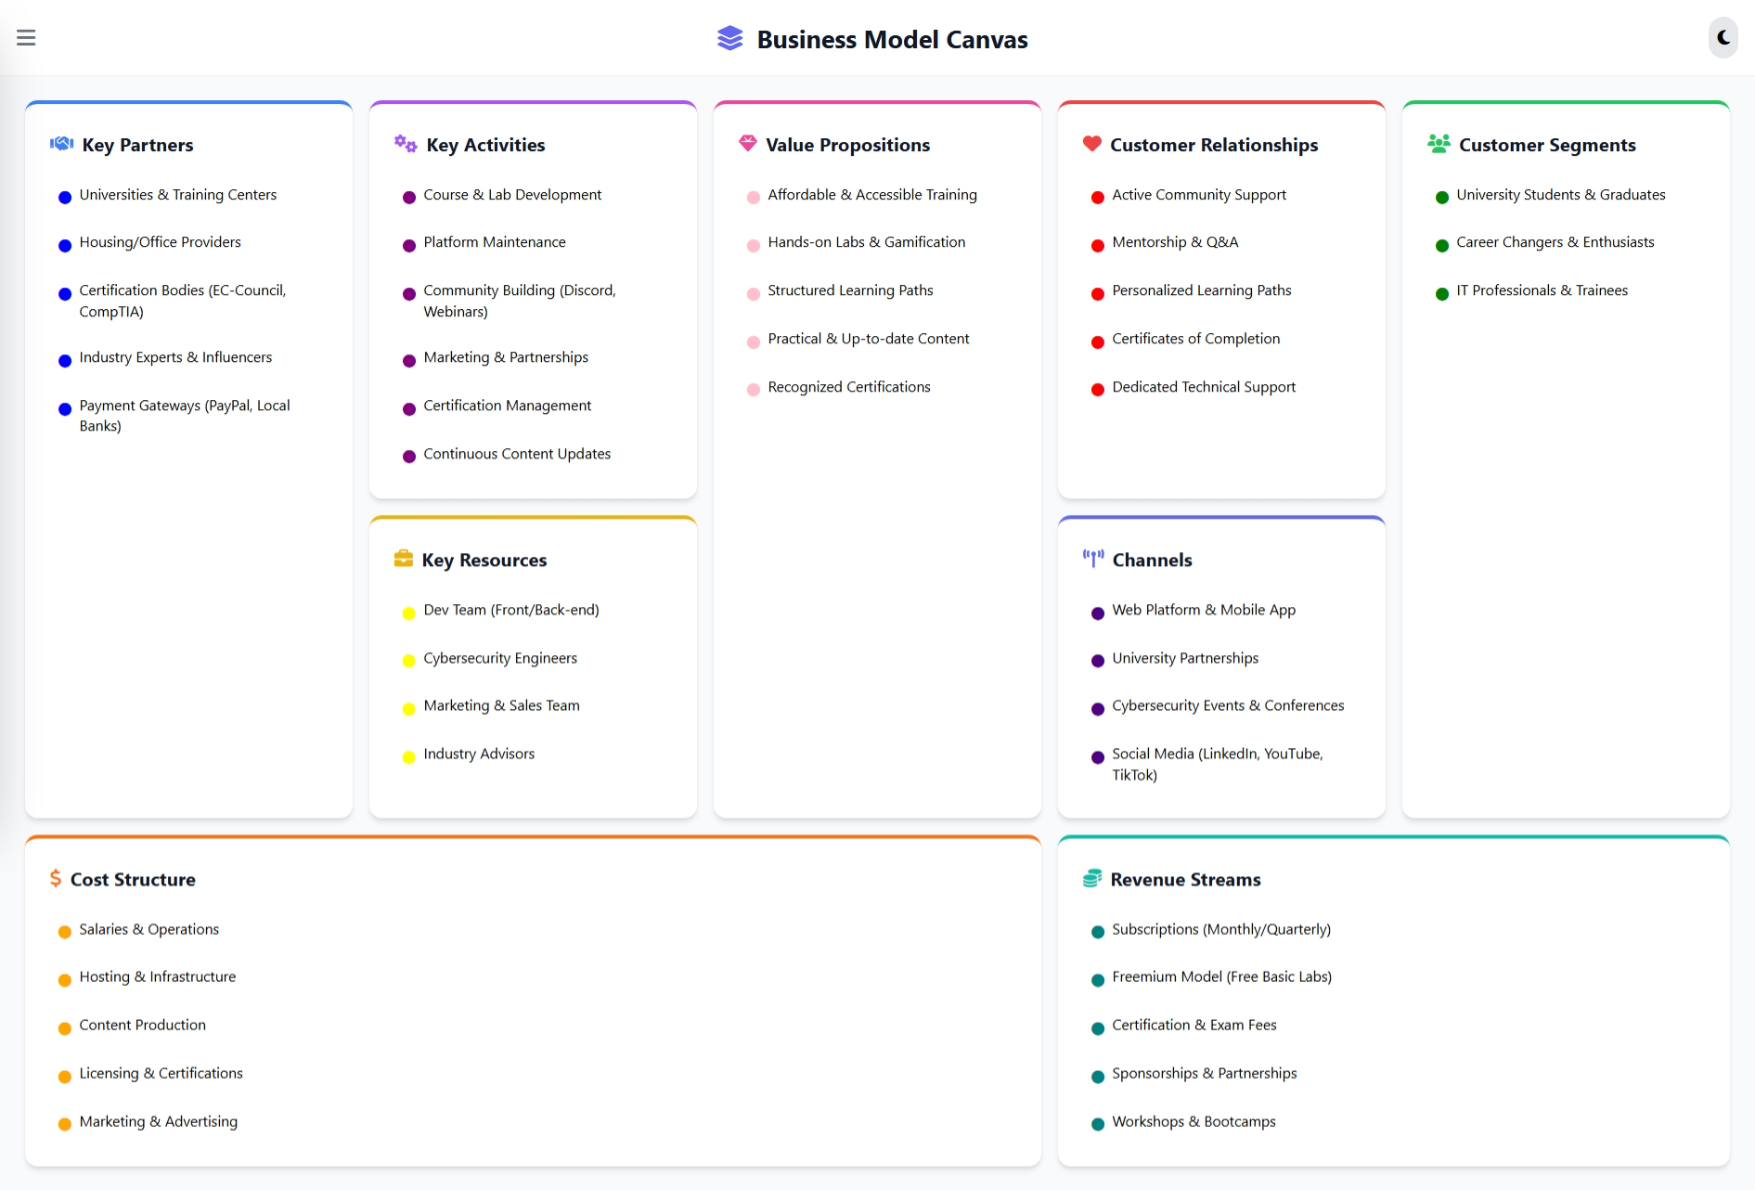 Business Model Canvas
Key Partners
Universities & Training Centers
Housing/Office Providers
Certification Bodies (EC-Council,
CompTIA)
Industry Experts & Influencers
Payment Gateways (PayPal, Local
Banks)
Key Activities
Course & Lab Development
Platform Maintenance
Community Building (Discord,
Webinars)
Marketing & Partnerships
Certification Management
Continuous Content Updates
Key Resources
Dev Team (Front/Back-end)
Cybersecurity Engineers
Marketing & Sales Team
Industry Advisors
Value Propositions
Affordable & Accessible Training
Hands-on Labs & Gamification
Structured Learning Paths
Practical & Up-to-date Content
Recognized Certifications
Customer Relationships
Active Community Support
Mentorship & Q&A
Personalized Learning Paths
Certificates of Completion
Dedicated Technical Support
Channels
Web Platform & Mobile App
University Partnerships
Cybersecurity Events & Conferences
Social Media (LinkedIn, YouTube,
TikTok)
Customer Segments
University Students & Graduates
Career Changers & Enthusiasts
IT Professionals & Trainees
Cost Structure
Salaries & Operations
Hosting & Infrastructure
Content Production
Licensing & Certifications
Marketing & Advertising
Revenue Streams
Subscriptions (Monthly/Quarterly)
Freemium Model (Free Basic Labs)
Certification & Exam Fees
Sponsorships & Partnerships
Workshops & Bootcamps